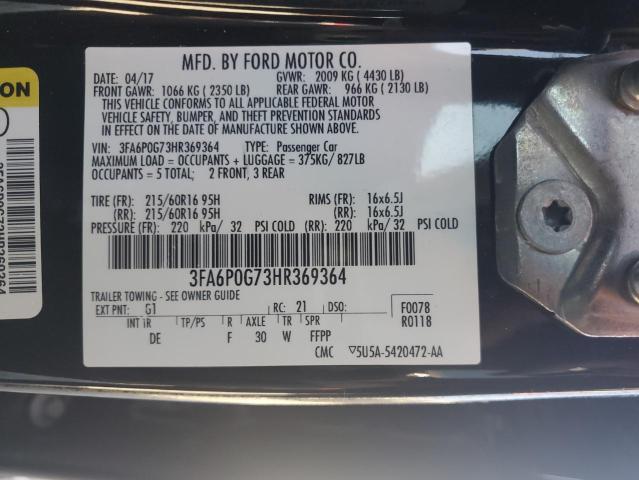 MFD. BY FORD MOTOR CO.
DATE: 04/17 GVWR: 2009 KG ( 4430 LB)
FRONT GAWR: 1066 KG ( 2350 LB) REAR GAWR: 966 KG ( 2130 LB)
THIS VEHICLE CONFORMS TO ALL APPLICABLE FEDERAL MOTOR
VEHICLE SAFETY, BUMPER, AND THEFT PREVENTION STANDARDS
IN EFFECT ON THE DATE OF MANUFACTURE SHOWN ABOVE.
VIN: 3FA6P0G73HR369364 TYPE: Passenger Car
MAXIMUM LOAD = OCCUPANTS + LUGGAGE = 375KG/ 827LB
OCCUPANTS = 5 TOTAL; 2 FRONT, 3 REAR
TIRE (FR): 215/60R16 95H RIMS (FR): 16x6.5J
(RR): 215/60R16 95H (RR): 16x6.5J
PRESSURE (FR): 220 kPa/ 32 PSI COLD (RR): 220 kPa/ 32 PSI COLD
3FA6P0G73HR369364
TRAILER TOWING - SEE OWNER GUIDE
EXT PNT: G1 RC: 21 DSO: F0078
INT TR TP/PS R AXLE TR SPR R0118
DE F 30 W FFPP
CMC ▽5U5A-5420472-AA